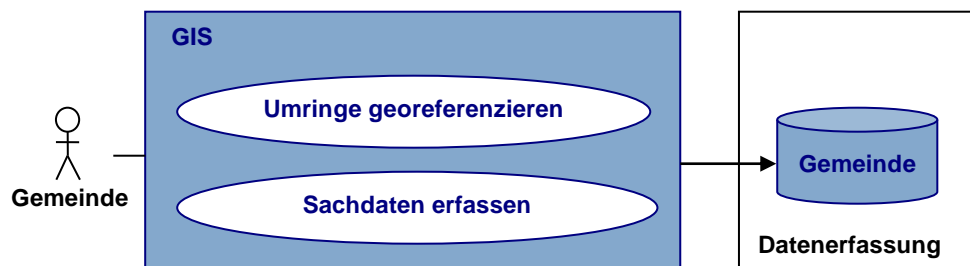 GIS
Umringe georeferenzieren
Gemeinde
Sachdaten erfassen
Gemeinde
Datenerfassung